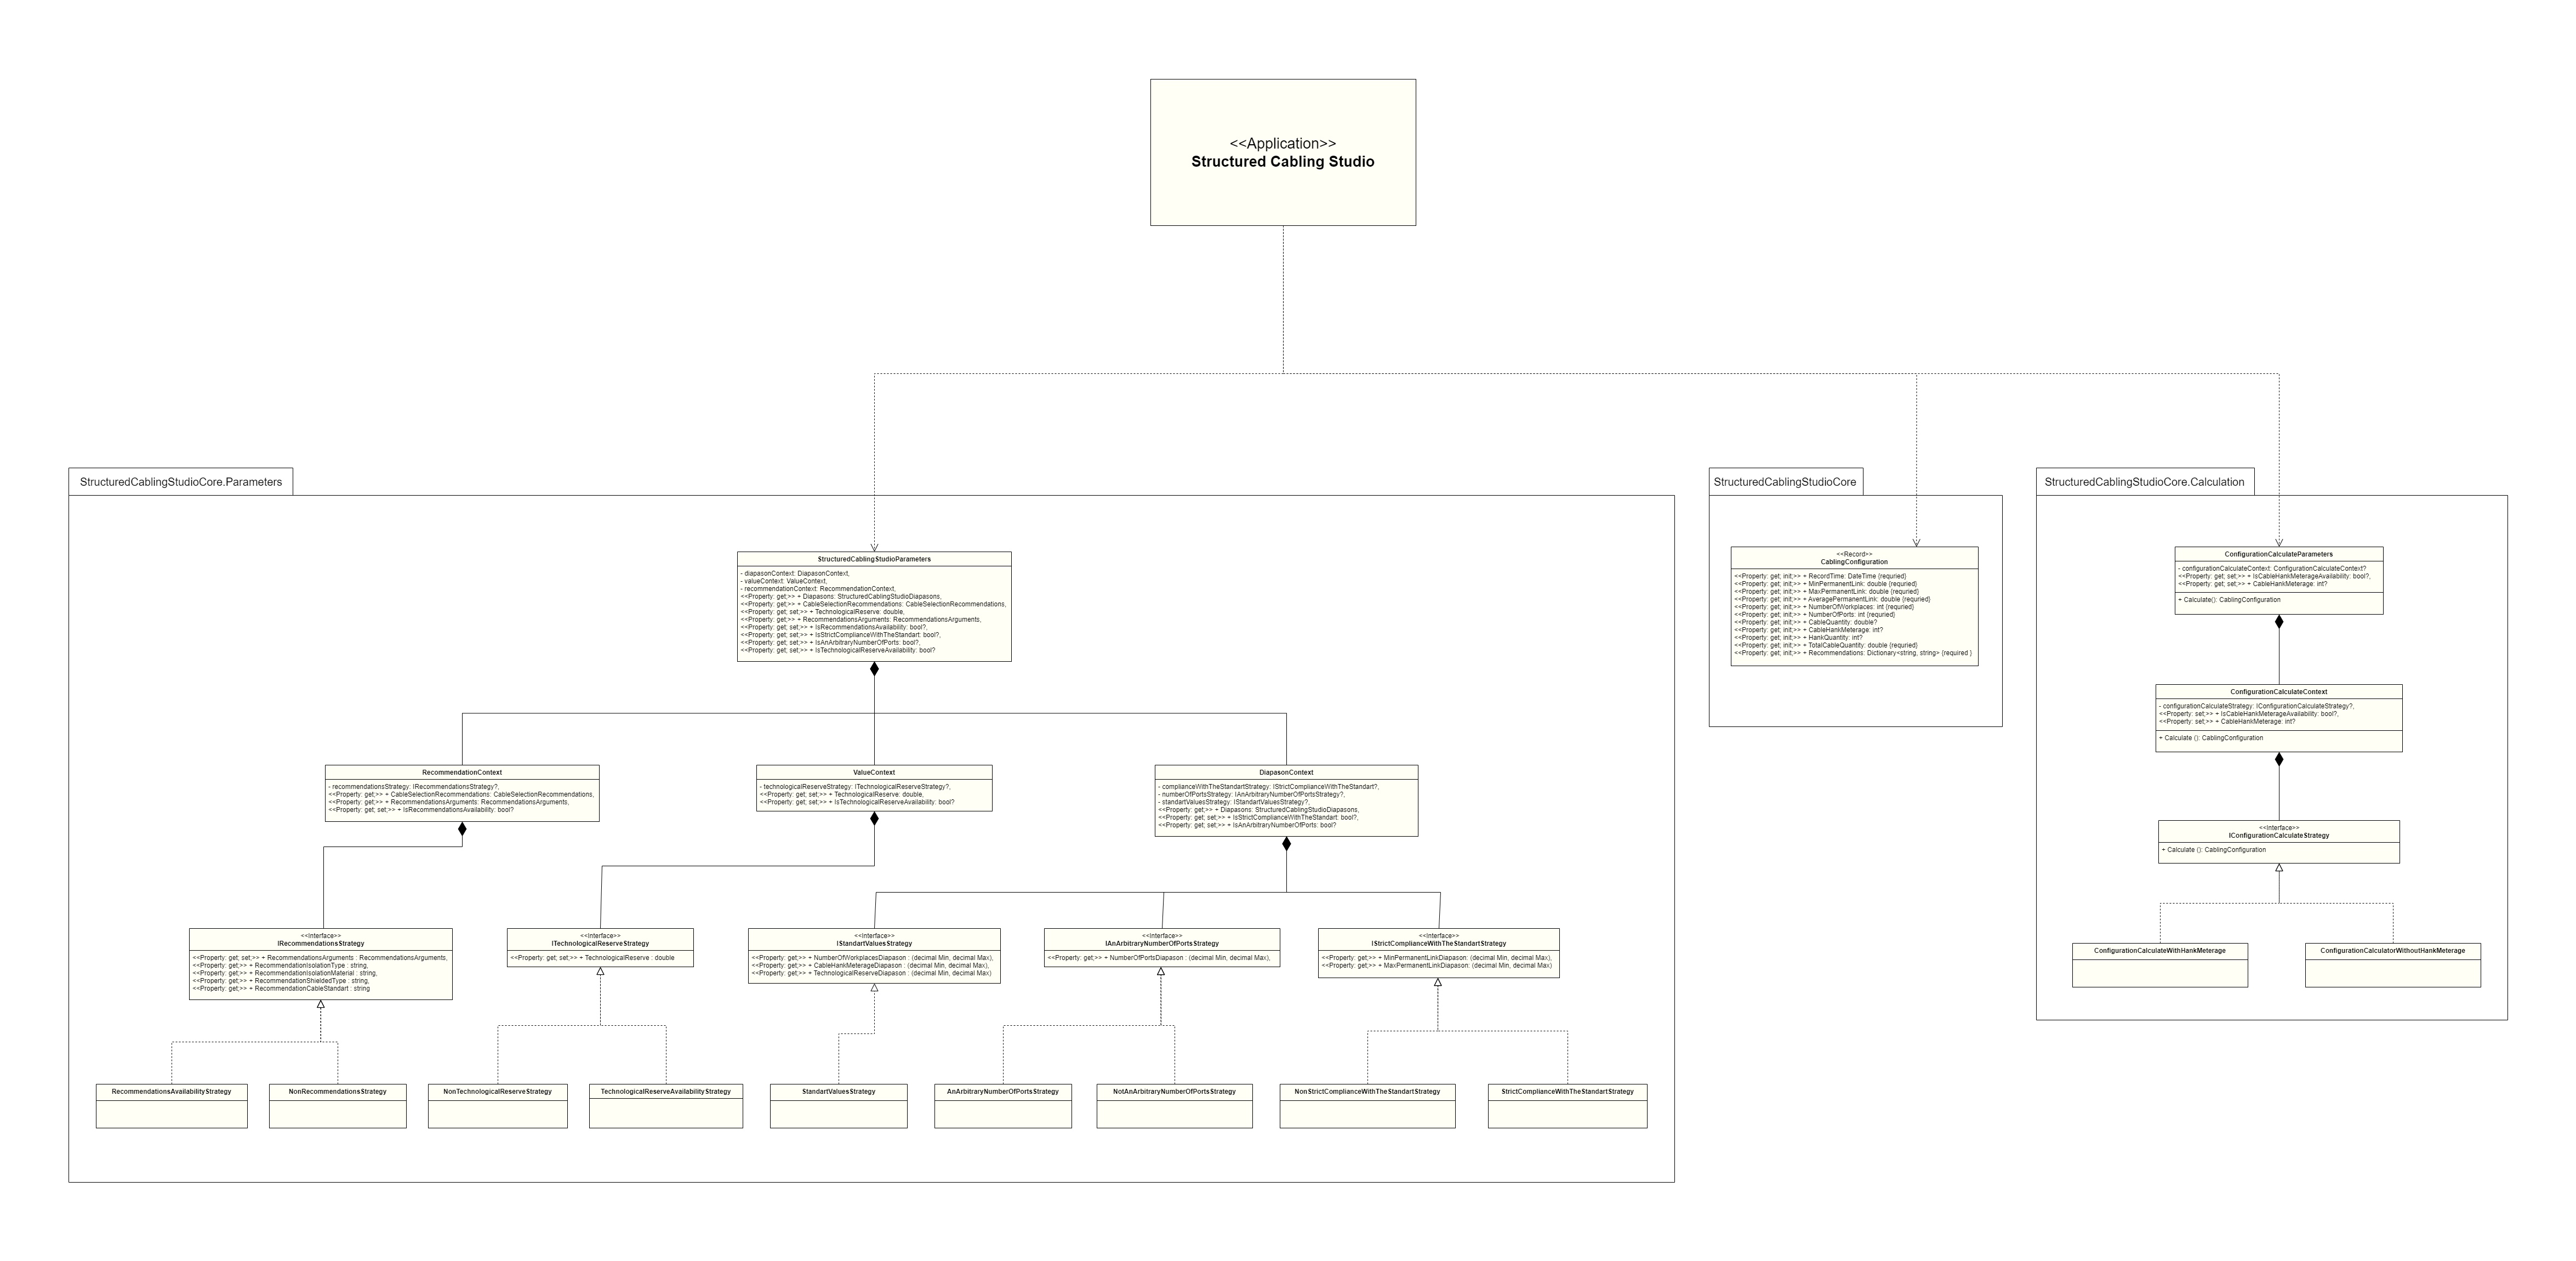 <<Application>>
Structured Cabling Studio
StructuredCablingStudioCore.Parameters
StructuredCablingStudioParameters
- diapasonContext: DiapasonContext,
- valueContext: ValueContext,
- recommendationContext: RecommendationContext,
<<Property: get;>> + Diapasons: StructuredCablingStudioDiapasons,
<<Property: get;>> + CableSelectionRecommendations: CableSelectionRecommendations,
<<Property: get;>> + TechnologicalReserve: double,
<<Property: get;>> + RecommendationsArguments: RecommendationsArguments,
<<Property: get; set;>> + IsRecommendationsAvailability: bool?,
<<Property: get; set;>> + IsStrictComplianceWithTheStandart: bool?,
<<Property: get; set;>> + IsAnArbitraryNumberOfPorts: bool?,
<<Property: get; set;>> + IsTechnologicalReserveAvailability: bool?
RecommendationContext
- recommendationsStrategy: IRecommendationsStrategy?,
<<Property: get;>> + CableSelectionRecommendations: CableSelectionRecommendations,
<<Property: get;>> + RecommendationsArguments: RecommendationsArguments,
<<Property: get; set;>> + IsRecommendationsAvailability: bool?
ValueContext
- technologicalReserveStrategy: ITechnologicalReserveStrategy?,
<<Property: get; set;>> + TechnologicalReserve: double,
<<Property: get; set;>> + IsTechnologicalReserveAvailability: bool?
DiapasonContext
- complianceWithTheStandartStrategy: IStrictComplianceWithTheStandart?,
- numberOfPortsStrategy: IAnArbitraryNumberOfPortsStrategy?,
- standartValuesStrategy: IStandartValuesStrategy?,
<<Property: get;>> + Diapasons: StructuredCablingStudioDiapasons,
<<Property: get; set;>> + IsStrictComplianceWithTheStandart: bool?,
<<Property: get; set;>> + IsAnArbitraryNumberOfPorts: bool?
<<Interface>>
IRecommendationsStrategy
<<Property: get; set;>> + RecommendationsArguments : RecommendationsArguments,
<<Property: get;>> + RecommendationIsolationType : string,
<<Property: get;>> + RecommendationIsolationMaterial : string,
<<Property: get;>> + RecommendationShieldedType : string,
<<Property: get;>> + RecommendationCableStandart : string
<<Interface>>
ITechnologicalReserveStrategy
<<Property: get; set;>> + TechnologicalReserve : double
<<Interface>>
IStandartValuesStrategy
<<Property: get;>> + NumberOfWorkplacesDiapason : (decimal Min, decimal Max),
<<Property: get;>> + CableHankMeterageDiapason : (decimal Min, decimal Max),
<<Property: get;>> + TechnologicalReserveDiapason : (decimal Min, decimal Max)
<<Interface>>
IAnArbitraryNumberOfPortsStrategy
<<Property: get;>> + NumberOfPortsDiapason : (decimal Min, decimal Max),
<<Interface>>
IStrictComplianceWithTheStandartStrategy
<<Property: get;>> + MinPermanentLinkDiapason: (decimal Min, decimal Max),
<<Property: get;>> + MaxPermanentLinkDiapason: (decimal Min, decimal Max)
RecommendationsAvailabilityStrategy
NonRecommendationsStrategy
NonTechnologicalReserveStrategy
TechnologicalReserveAvailabilityStrategy
StandartValuesStrategy
AnArbitraryNumberOfPortsStrategy
NotAnArbitraryNumberOfPortsStrategy
NonStrictComplianceWithTheStandartStrategy
StrictComplianceWithTheStandartStrategy
StructuredCablingStudioCore
<<Record>>
CablingConfiguration
<<Property: get; init;>> + RecordTime: DateTime {requried}
<<Property: get; init;>> + MinPermanentLink: double {requried}
<<Property: get; init;>> + MaxPermanentLink: double {requried}
<<Property: get; init;>> + AveragePermanentLink: double {requried}
<<Property: get; init;>> + NumberOfWorkplaces: int {requried}
<<Property: get; init;>> + NumberOfPorts: int {requried}
<<Property: get; init;>> + CableQuantity: double?
<<Property: get; init;>> + CableHankMeterage: int?
<<Property: get; init;>> + HankQuantity: int?
<<Property: get; init;>> + TotalCableQuantity: double {requried}
<<Property: get; init;>> + Recommendations: Dictionary<string, string> {required }
StructuredCablingStudioCore.Calculation
ConfigurationCalculateParameters
- configurationCalculateContext: ConfigurationCalculateContext?
<<Property: get; set;>> + IsCableHankMeterageAvailability: bool?,
<<Property: get; set;>> + CableHankMeterage: int?
+ Calculate(): CablingConfiguration
ConfigurationCalculateContext
- configurationCalculateStrategy: IConfigurationCalculateStrategy?,
<<Property: set;>> + IsCableHankMeterageAvailability: bool?,
<<Property: set;>> + CableHankMeterage: int?
+ Calculate (): CablingConfiguration
<<Interface>>
IConfigurationCalculateStrategy
+ Calculate (): CablingConfiguration
ConfigurationCalculateWithHankMeterage
ConfigurationCalculatorWithoutHankMeterage